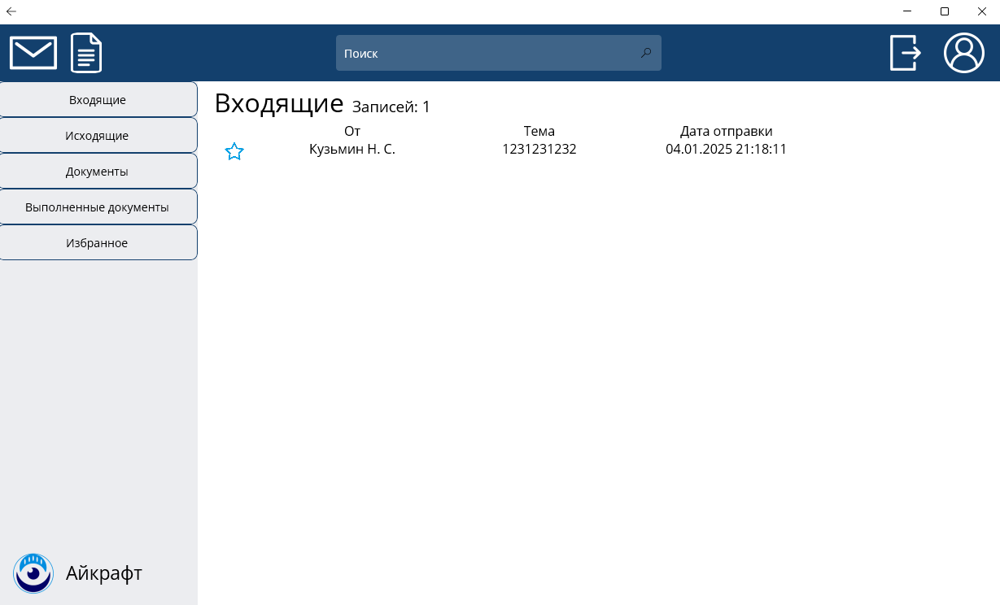 Поиск
Входящие
Исходящие
Документы
Выполненные документы
Избранное
Айкрафт
Входящие Записей: 1
От Тема Дата отправки
Кузьмин Н. С. 1231231232 04.01.2025 21:18:11